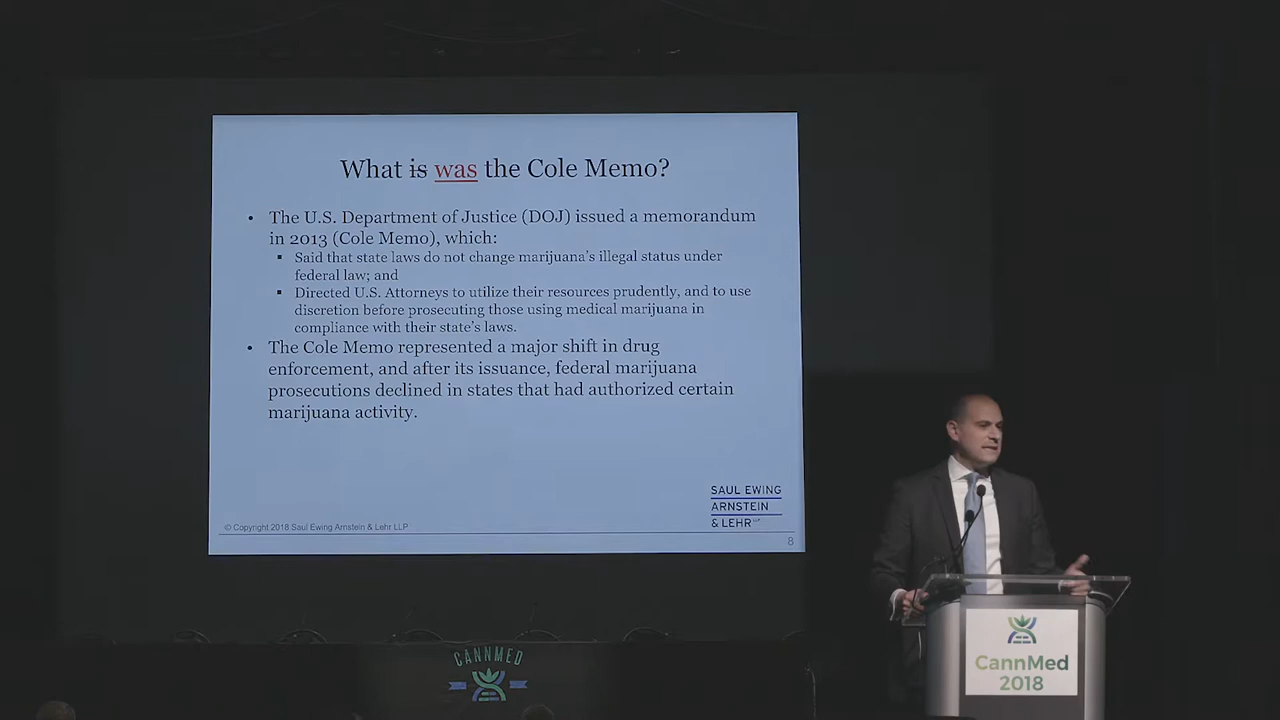 What is was the Cole Memo?
• The U.S. Department of Justice (DOJ) issued a memorandum
in 2013 (Cole Memo), which:
▪ Said that state laws do not change marijuana's illegal status under
federal law; and
▪ Directed U.S. Attorneys to utilize their resources prudently, and to use
discretion before prosecuting those using medical marijuana in
compliance with their state's laws.
• The Cole Memo represented a major shift in drug
enforcement, and after its issuance, federal marijuana
prosecutions declined in states that had authorized certain
marijuana activity.
SAUL EWING
ARNSTEIN
& LEHR LLP
© Copyright 2018 Saul Ewing Arnstein & Lehr LLP
8
CANNMED
CannMed
2018